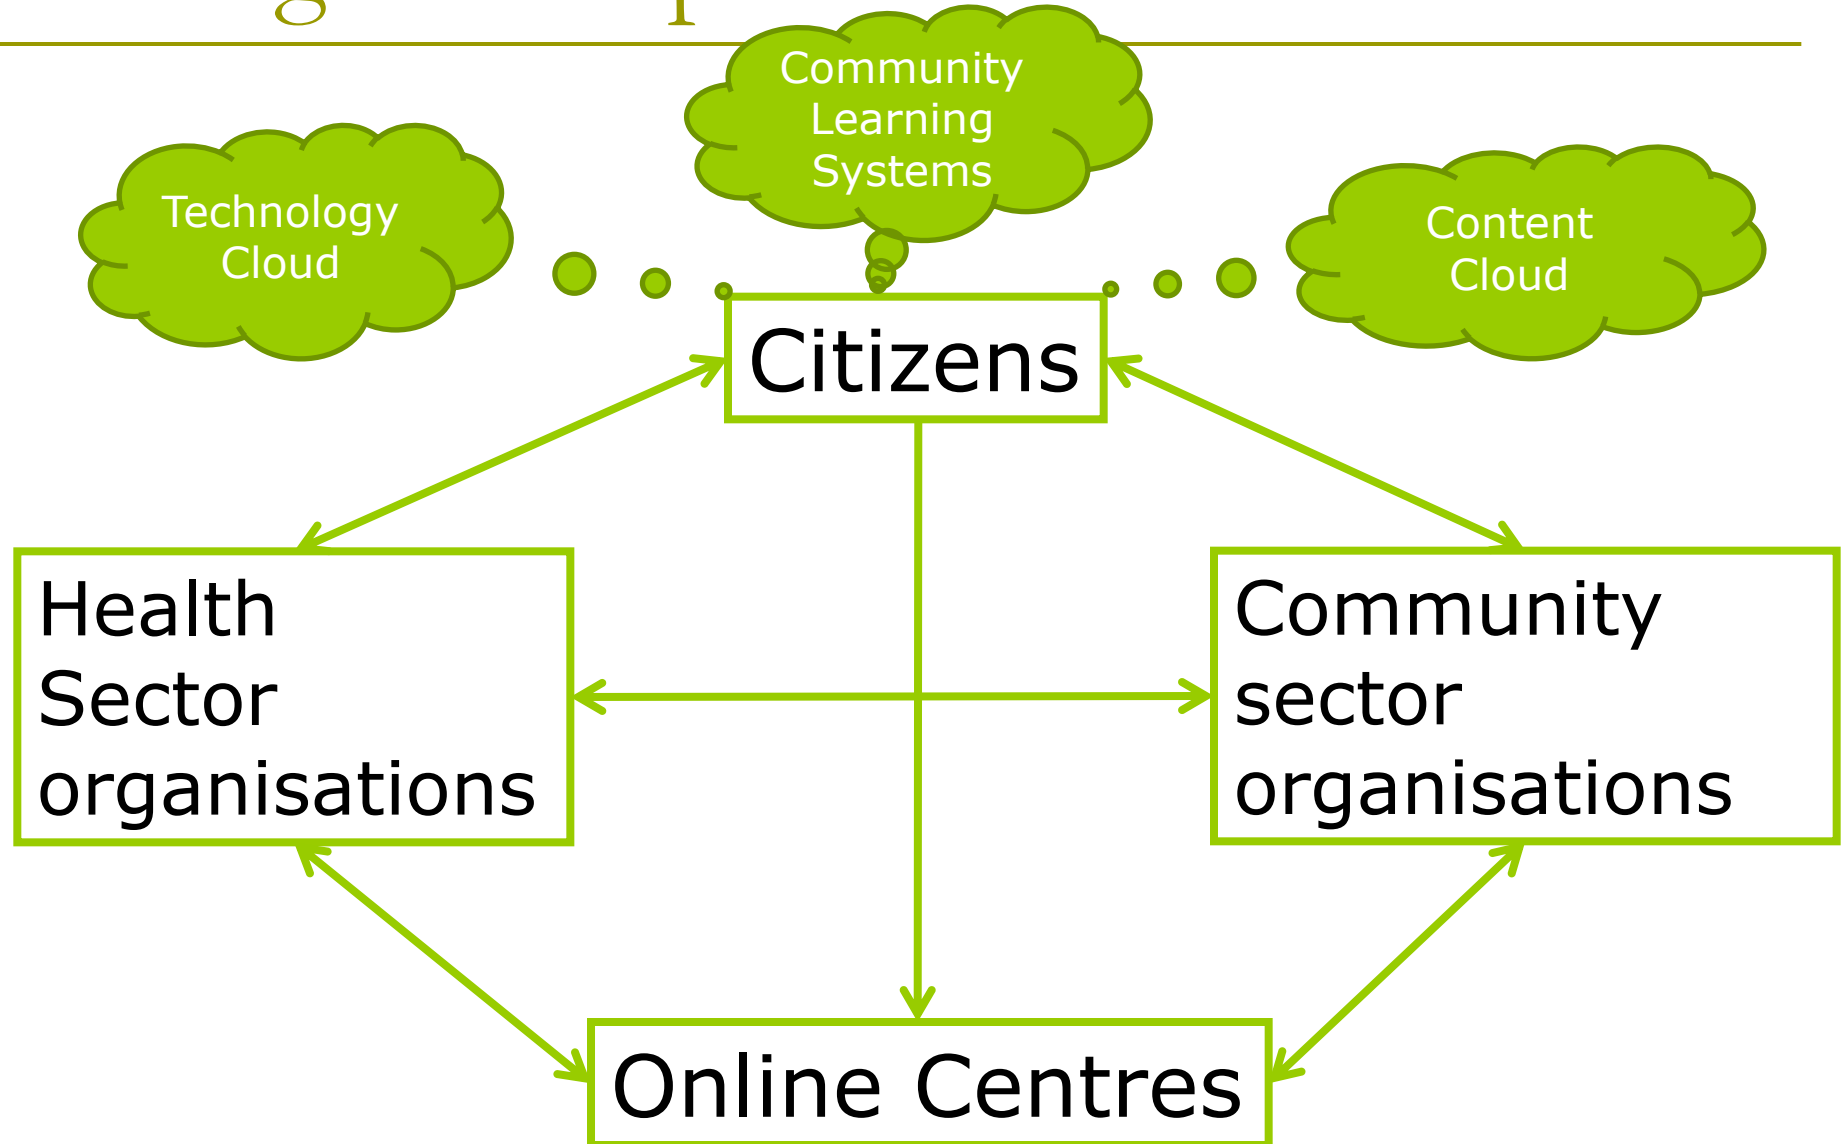 Community
Learning
Systems
Technology
Cloud
Content
Cloud
Citizens
Health
Sector
organisations
Community
sector
organisations
Online Centres